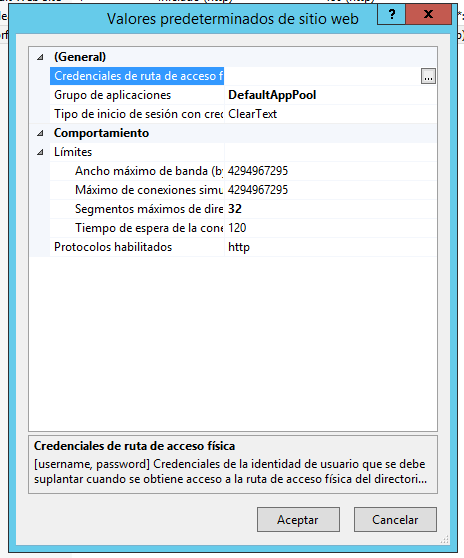 Valores predeterminados de sitio web
? x
(General)
Credenciales de ruta de acceso f
...
Grupo de aplicaciones DefaultAppPool
Tipo de inicio de sesión con crec ClearText
Comportamiento
Límites
Ancho máximo de banda (by 4294967295
Máximo de conexiones simu 4294967295
Segmentos máximos de dire 32
Tiempo de espera de la cone 120
Protocolos habilitados http
Credenciales de ruta de acceso física
[username, password] Credenciales de la identidad de usuario que se debe
suplantar cuando se obtiene acceso a la ruta de acceso física del directori...
Aceptar Cancelar